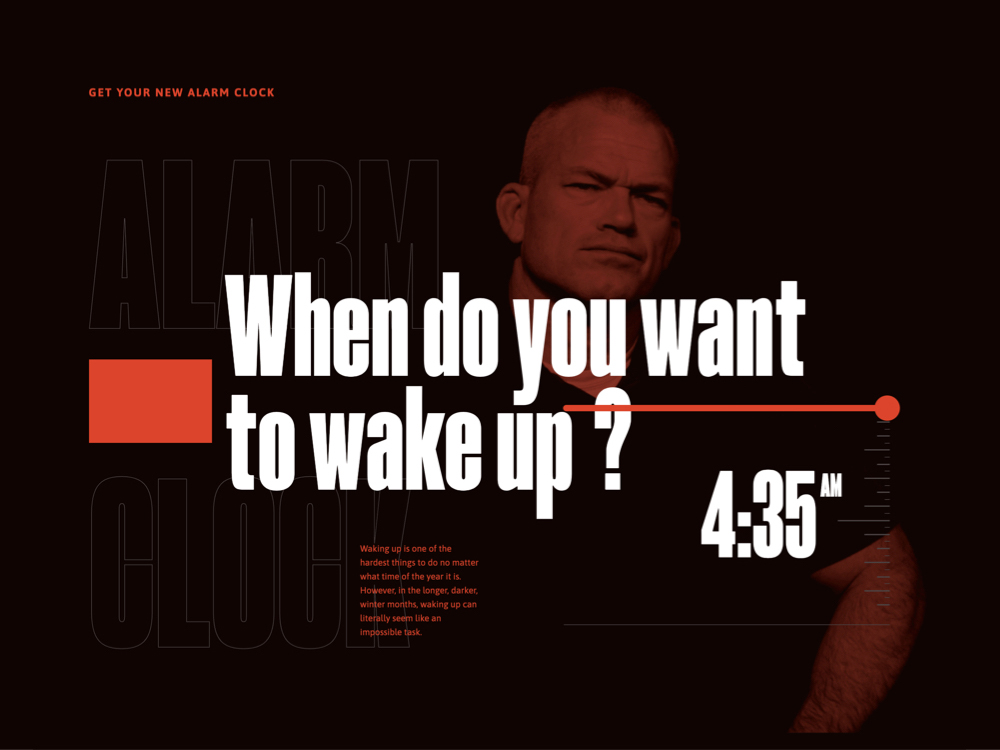 GET YOUR NEW ALARM CLOCK
ALARM
When do you want
to wake up ?
4:35 AM
CLOCK
Waking up is one of the
hardest things to do no matter
what time of the year it is.
However, in the longer, darker,
winter months, waking up can
literally seem like an
impossible task.